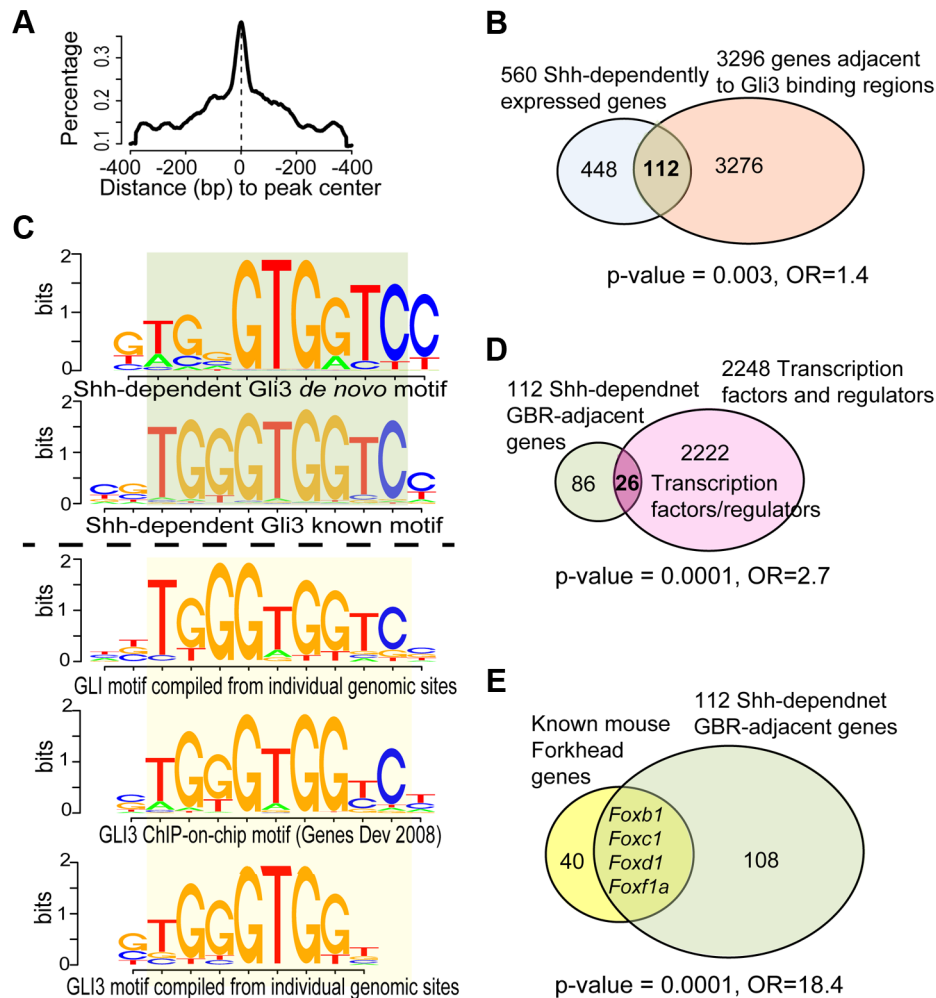 A
Percentage
0.1 0.2 0.3
-400 -200 0 -200 -400
Distance (bp) to peak center
B
560 Shh-dependently
expressed genes
3296 genes adjacent
to Gli3 binding regions
448 112 3276
p-value = 0.003, OR=1.4
C
bits
2
1
0
GTGGTCC
Shh-dependent Gli3 de novo motif
bits
2
1
0
TGGGTGGTC
Shh-dependent Gli3 known motif
bits
2
1
0
TGGGTGGTC
GLI motif compiled from individual genomic sites
bits
2
1
0
TGGGTGGTC
GLI3 ChIP-on-chip motif (Genes Dev 2008)
bits
2
1
0
GTGGGTGG
GLI3 motif compiled from individual genomic sites
D
112 Shh-dependnet
GBR-adjacent
genes
2248 Transcription
factors and regulators
86 26 2222
Transcription
factors/regulators
p-value = 0.0001, OR=2.7
E
Known mouse
Forkhead
genes
112 Shh-dependnet
GBR-adjacent genes
40
Foxb1
Foxc1
Foxd1
Foxf1a
108
p-value = 0.0001, OR=18.4